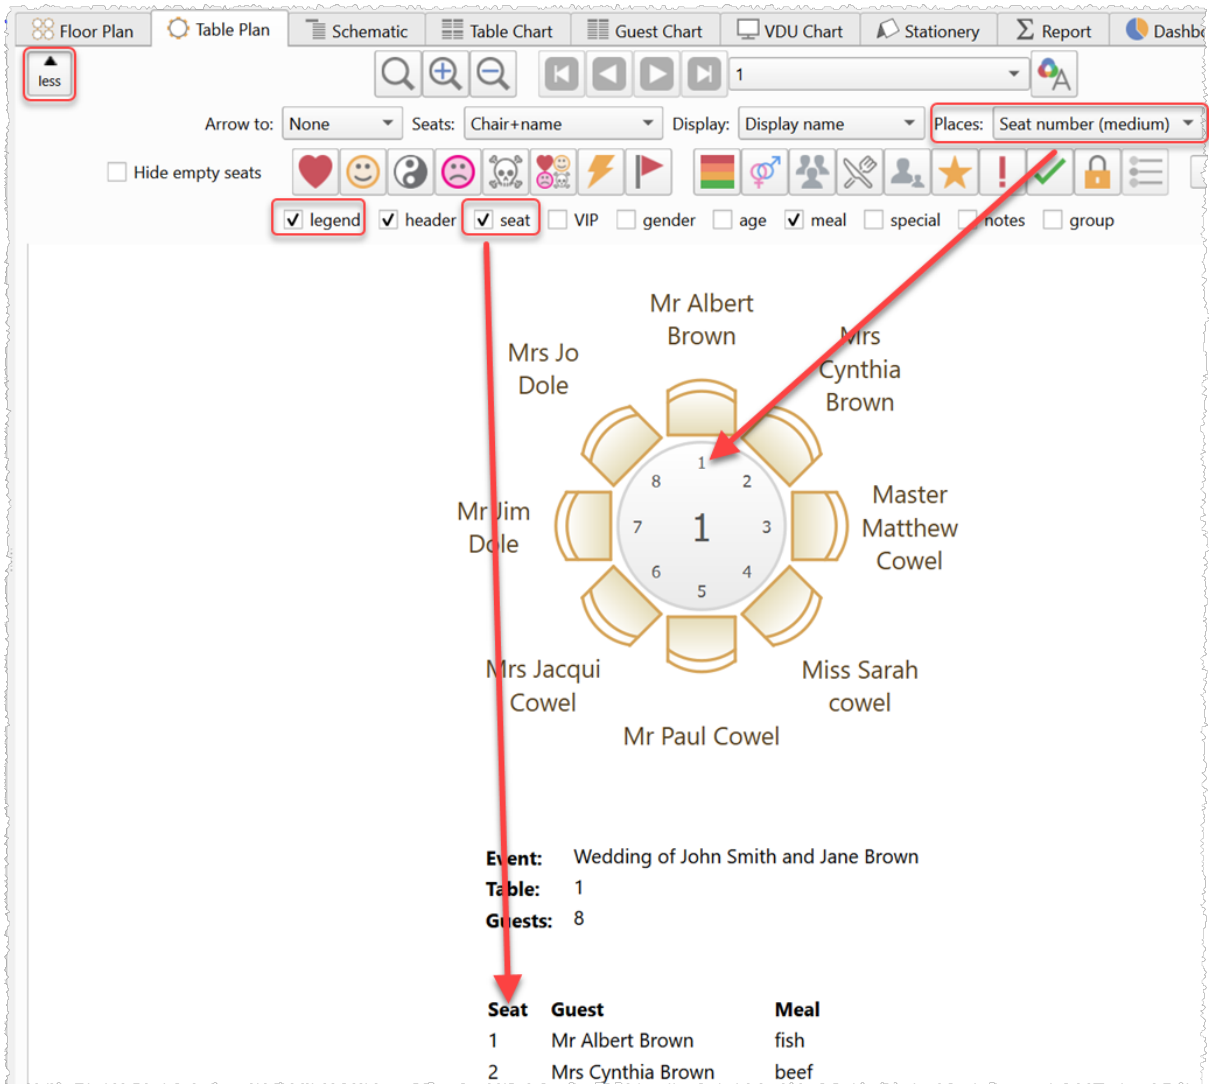 Floor Plan Table Plan Schematic Table Chart Guest Chart VDU Chart Stationery Σ Report
less 1 A
Arrow to: None Seats: Chair+name Display: Display name Places: Seat number (medium)
Hide empty seats
legend header seat VIP gender age meal special notes group
Mr Albert
Brown
Mrs Jo
Dole
Mrs
Cynthia
Brown
1
8 2
Mr Jim
Dole
7 1 3
Master
Matthew
Cowel
6 4
5
Mrs Jacqui
Cowel
Miss Sarah
cowel
Mr Paul Cowel
Event: Wedding of John Smith and Jane Brown
Table: 1
Guests: 8
Seat Guest Meal
1 Mr Albert Brown fish
2 Mrs Cynthia Brown beef